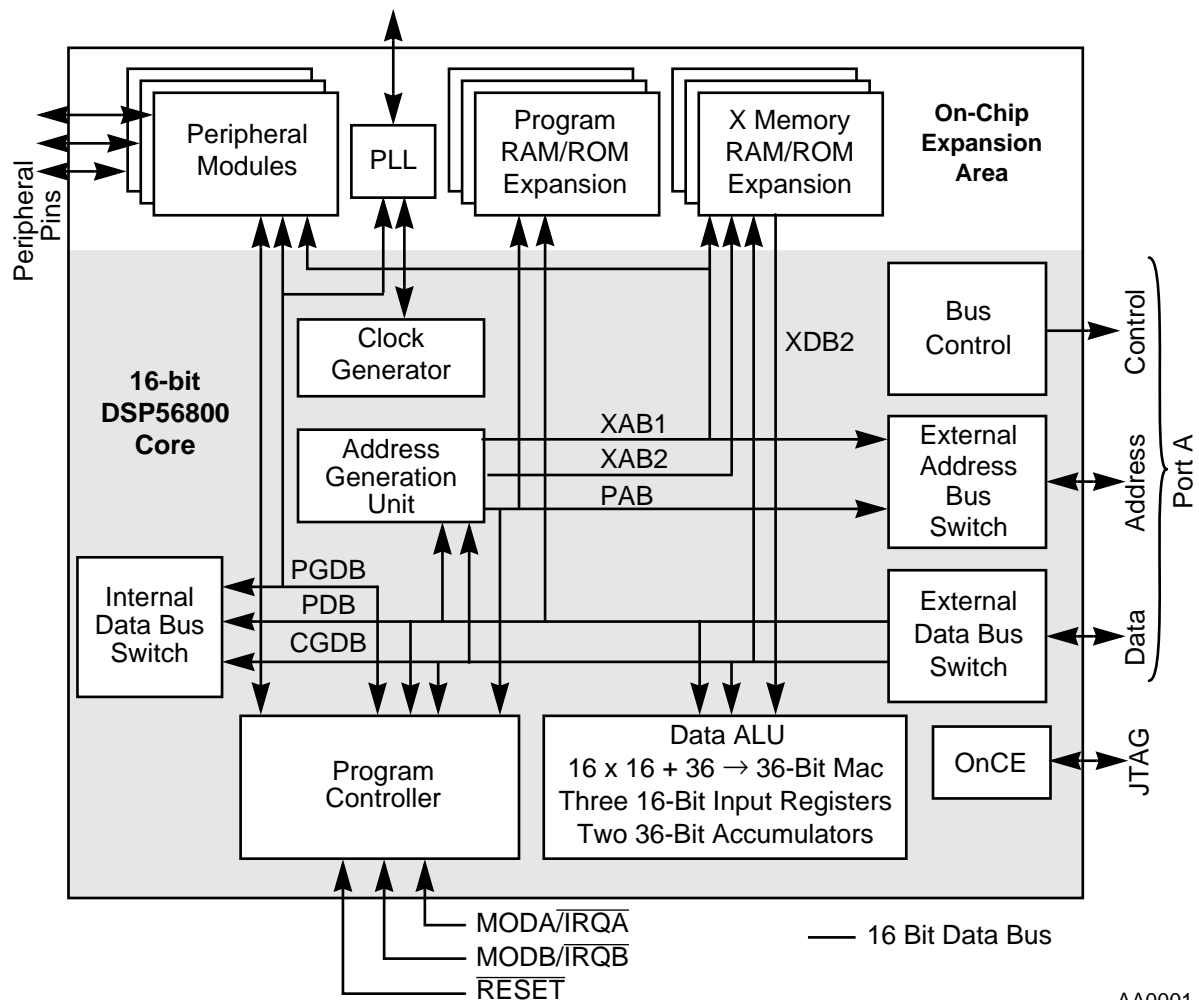 Peripheral
Modules
PLL
Program
RAM/ROM
Expansion
X Memory
RAM/ROM
Expansion
On-Chip
Expansion
Area
Peripheral
Pins
Clock
Generator
XDB2
Bus
Control
Control
16-bit
DSP56800
Core
Address
Generation
Unit
XAB1
XAB2
PAB
External
Address
Bus
Switch
Address
Port A
Internal
Data Bus
Switch
PGDB
PDB
CGDB
External
Data Bus
Switch
Data
Program
Controller
Data ALU
16 x 16 + 36 → 36-Bit Mac
Three 16-Bit Input Registers
Two 36-Bit Accumulators
OnCE
JTAG
MODA/I̅R̅Q̅A̅
MODB/I̅R̅Q̅B̅
R̅E̅S̅E̅T̅
16 Bit Data Bus
AA0001